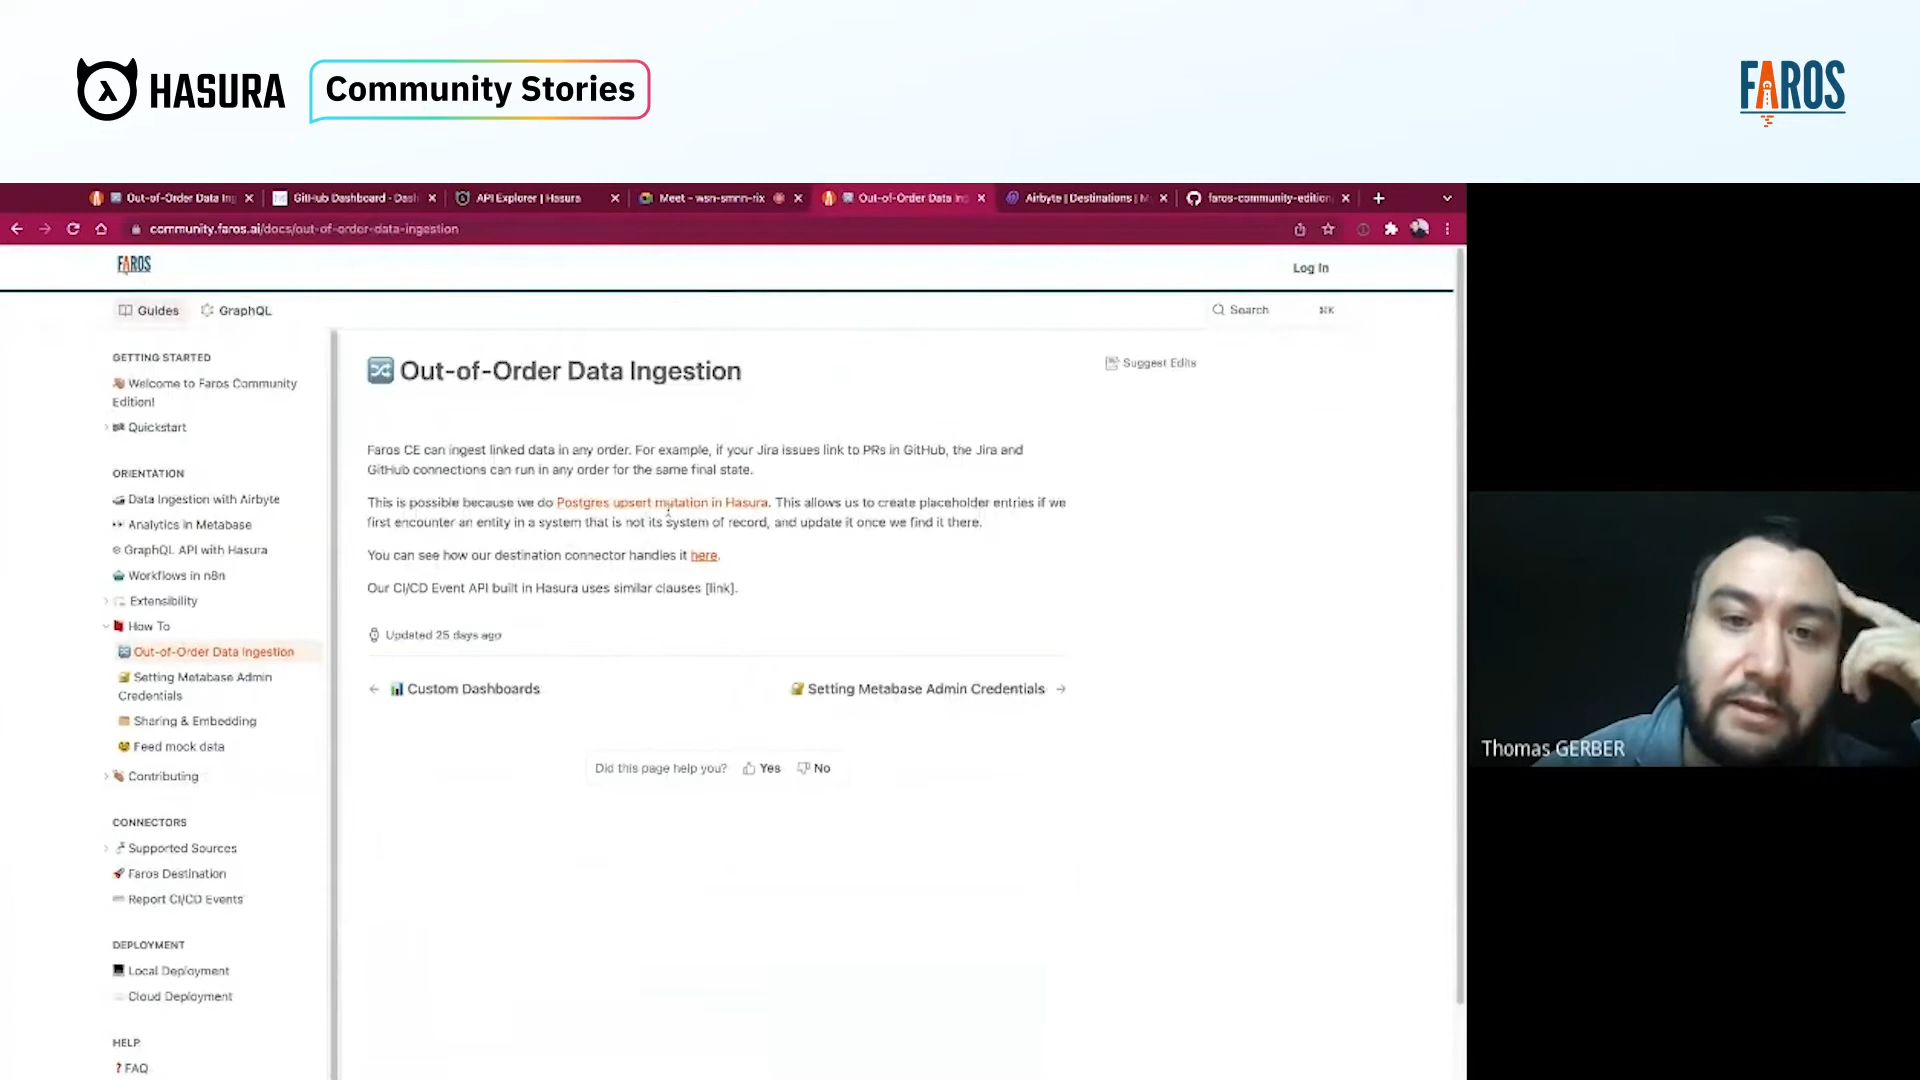 HASURA
Community Stories
FAROS
Out-of-Order Data In
GitHub Dashboard - Dash
API Explorer | Hasura
Meet - wsn-smnn-rix
Out-of-Order Data In
Airbyte | Destinations | M
faros-community-edition
community.faros.ai/docs/out-of-order-data-ingestion
FAROS
Log In
Guides
GraphQL
Search
⌘K
GETTING STARTED
Welcome to Faros Community
Edition!
Quickstart
ORIENTATION
Data Ingestion with Airbyte
Analytics in Metabase
GraphQL API with Hasura
Workflows in n8n
Extensibility
How To
Out-of-Order Data Ingestion
Setting Metabase Admin
Credentials
Sharing & Embedding
Feed mock data
Contributing
CONNECTORS
Supported Sources
Faros Destination
Report CI/CD Events
DEPLOYMENT
Local Deployment
Cloud Deployment
HELP
FAQ
Out-of-Order Data Ingestion
Suggest Edits
Faros CE can ingest linked data in any order. For example, if your Jira issues link to PRs in GitHub, the Jira and
GitHub connections can run in any order for the same final state.
This is possible because we do Postgres upsert mutation in Hasura. This allows us to create placeholder entries if we
first encounter an entity in a system that is not its system of record, and update it once we find it there.
You can see how our destination connector handles it here.
Our CI/CD Event API built in Hasura uses similar clauses [link].
Updated 25 days ago
← Custom Dashboards
Setting Metabase Admin Credentials →
Did this page help you? Yes No
Thomas GERBER